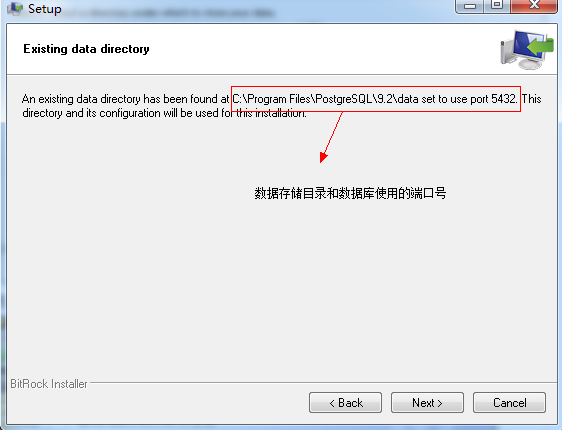 Setup
Existing data directory
An existing data directory has been found at C:\Program Files\PostgreSQL\9.2\data set to use port 5432. This
directory and its configuration will be used for this installation.
数据存储目录和数据库使用的端口号
BitRock Installer
< Back
Next >
Cancel